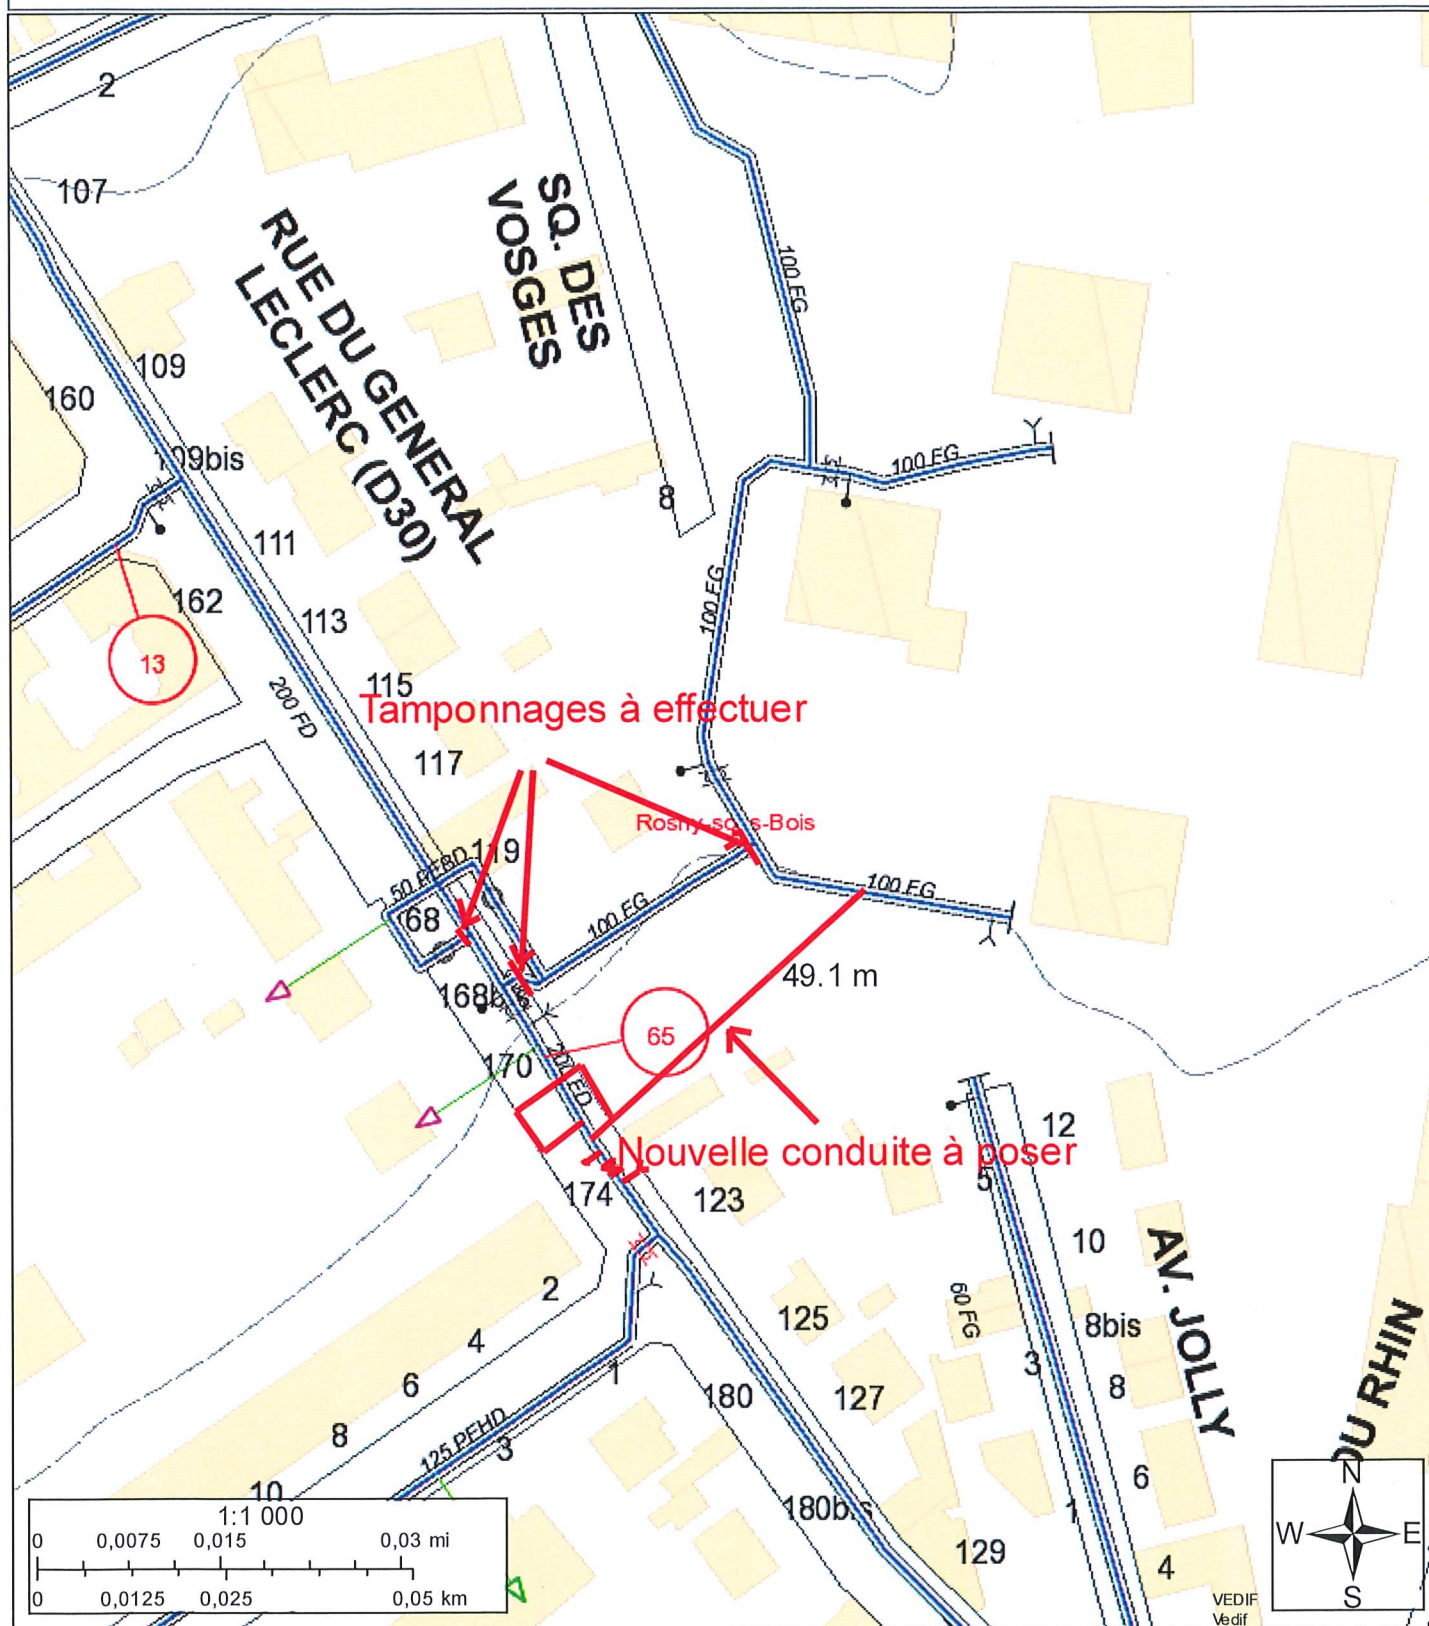 2
107
SQ. DES
VOSGES
RUE DU GENERAL
LECLERC (D30)
100 FG
109
160
109bis
100 FG
8
111
162
113
100 FG
13
115
200 FD
Tamponnages à effectuer
117
Rosny-sous-Bois
119
50 PEBD
68
100 FG
100 FG
49.1 m
168bis
65
170
200 FD
12
Nouvelle conduite à poser
5
174
123
10
AV. JOLLY
2
60 FG
125
8bis
4
DU RHIN
3
1
6
180
127
8
8
125 PEHD
3
6
10
180bis
1
129
4
1:1 000
0 0,0075 0,015 0,03 mi
0 0,0125 0,025 0,05 km
N
W E
S
VEDIF
Vedif